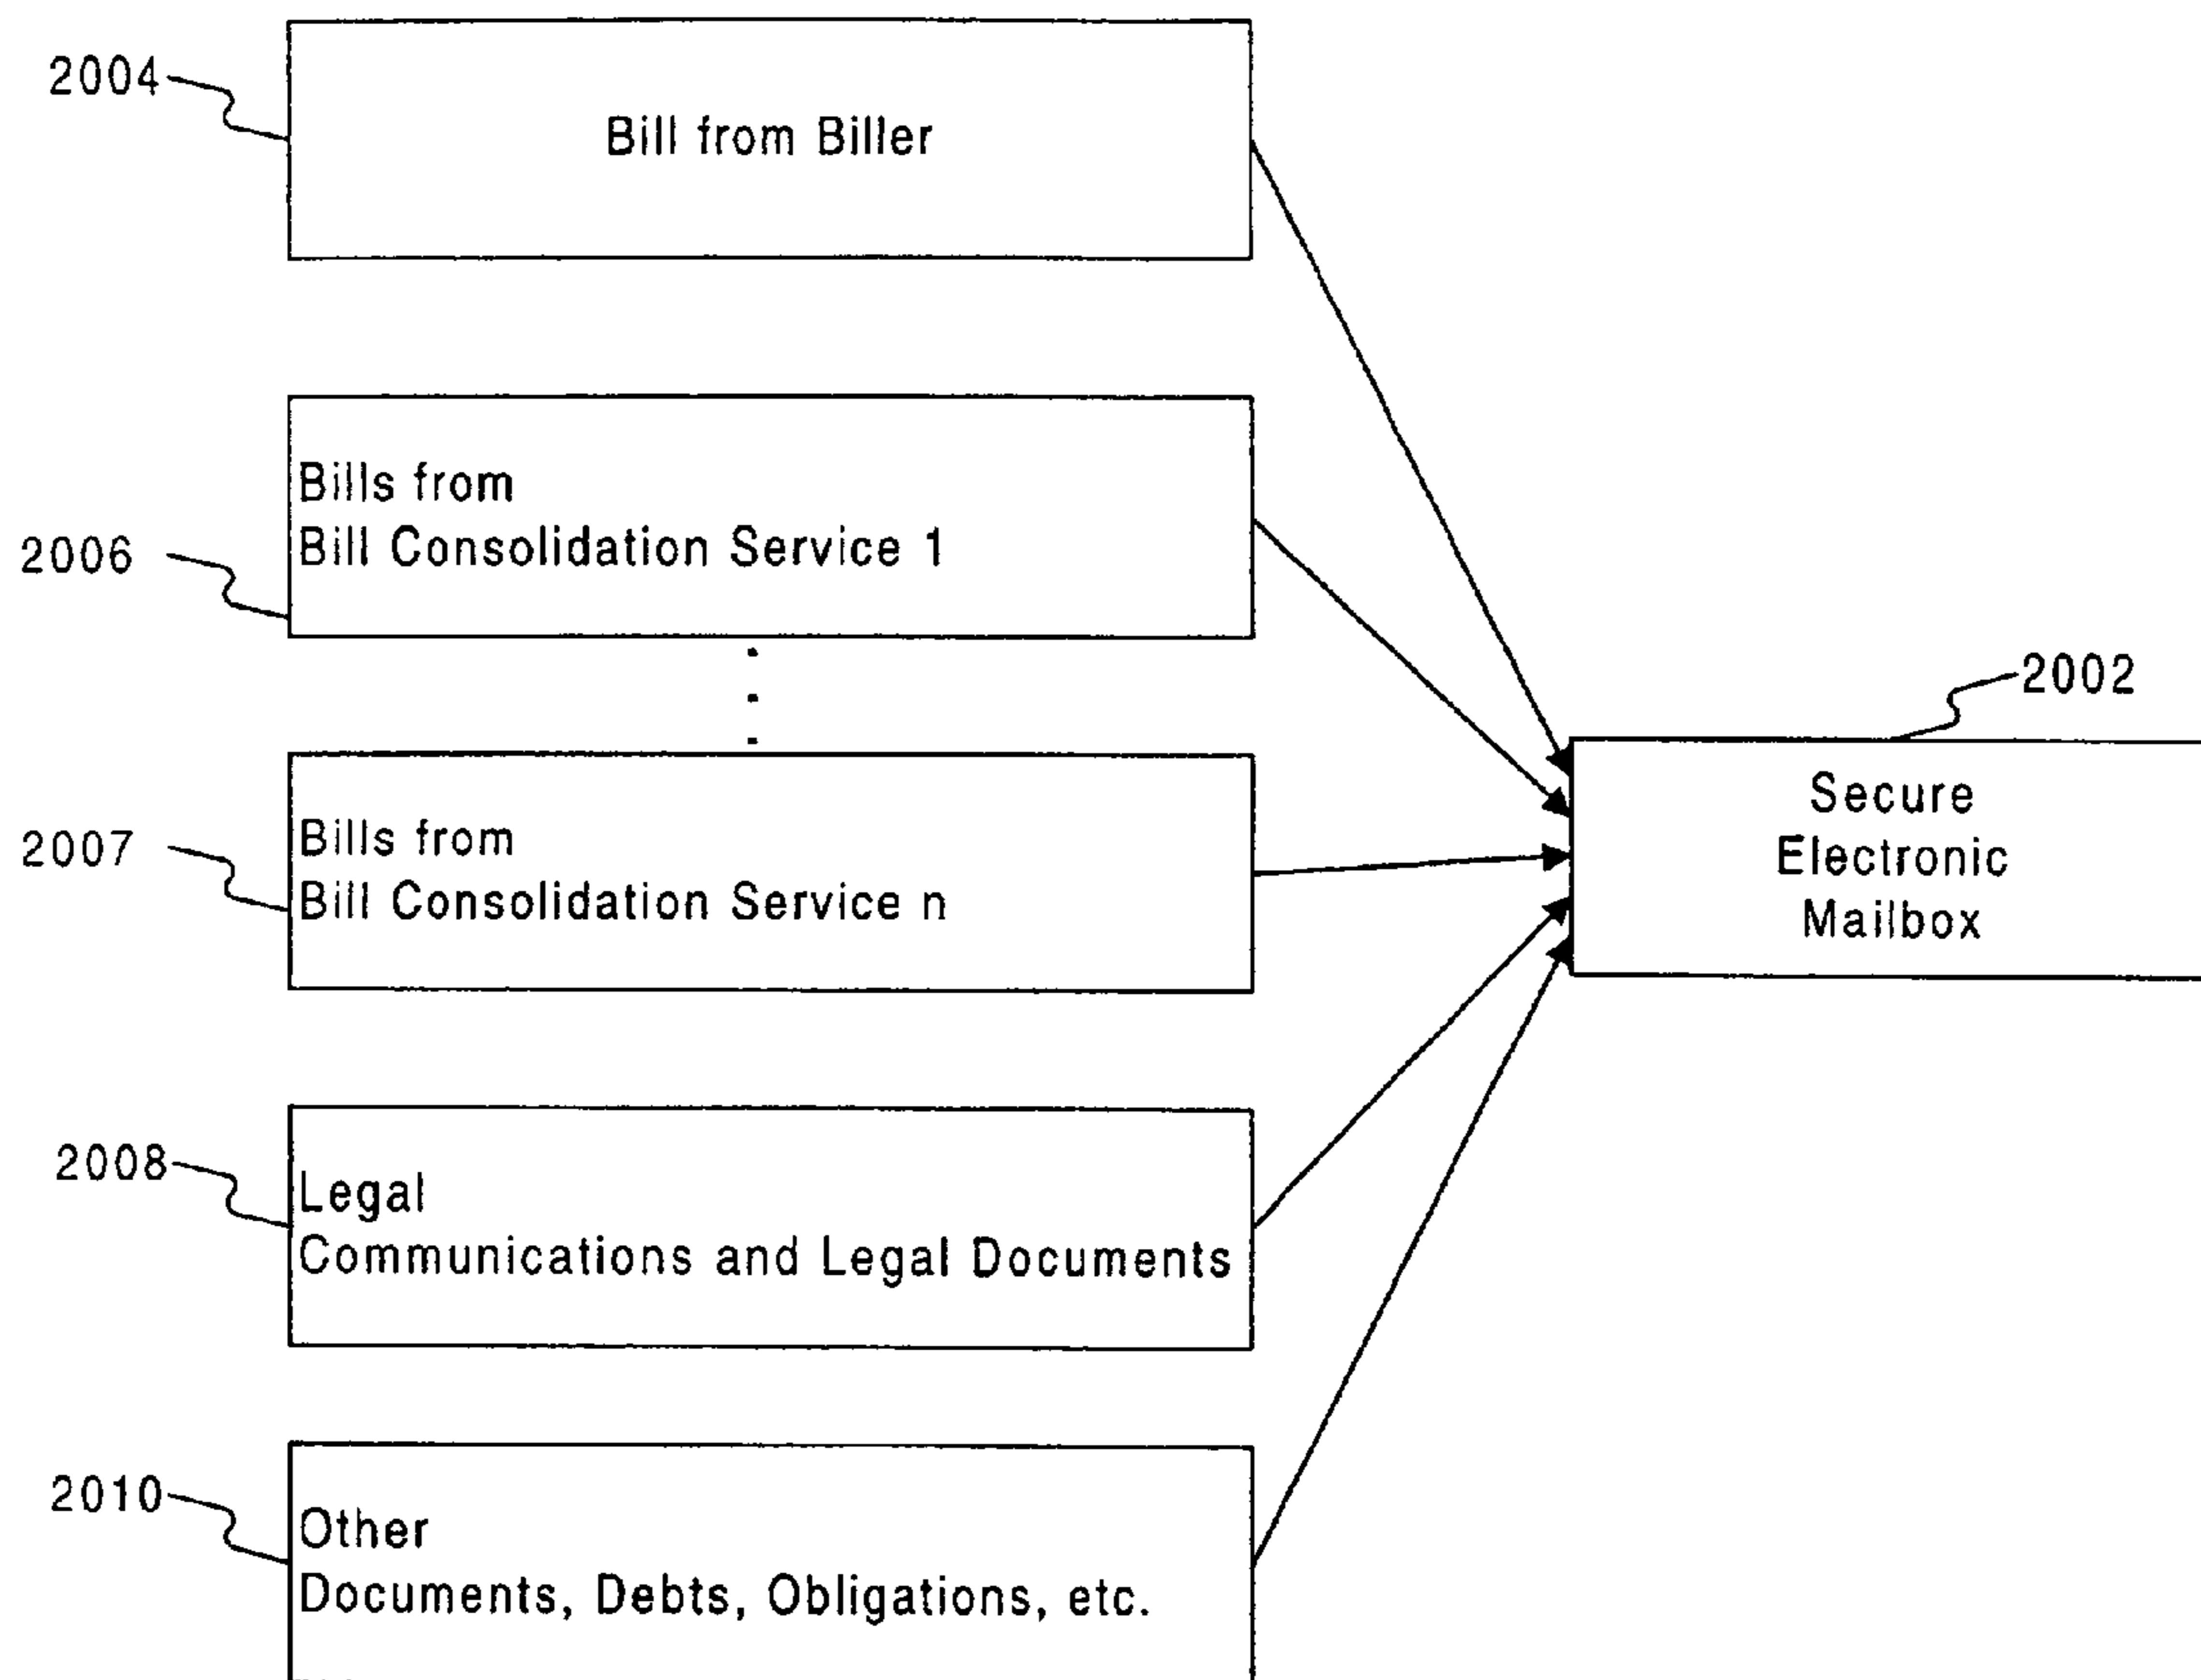 2004
Bill from Biller
2006
Bills from
Bill Consolidation Service 1
2007
Bills from
Bill Consolidation Service n
2002
Secure
Electronic
Mailbox
2008
Legal
Communications and Legal Documents
2010
Other
Documents, Debts, Obligations, etc.